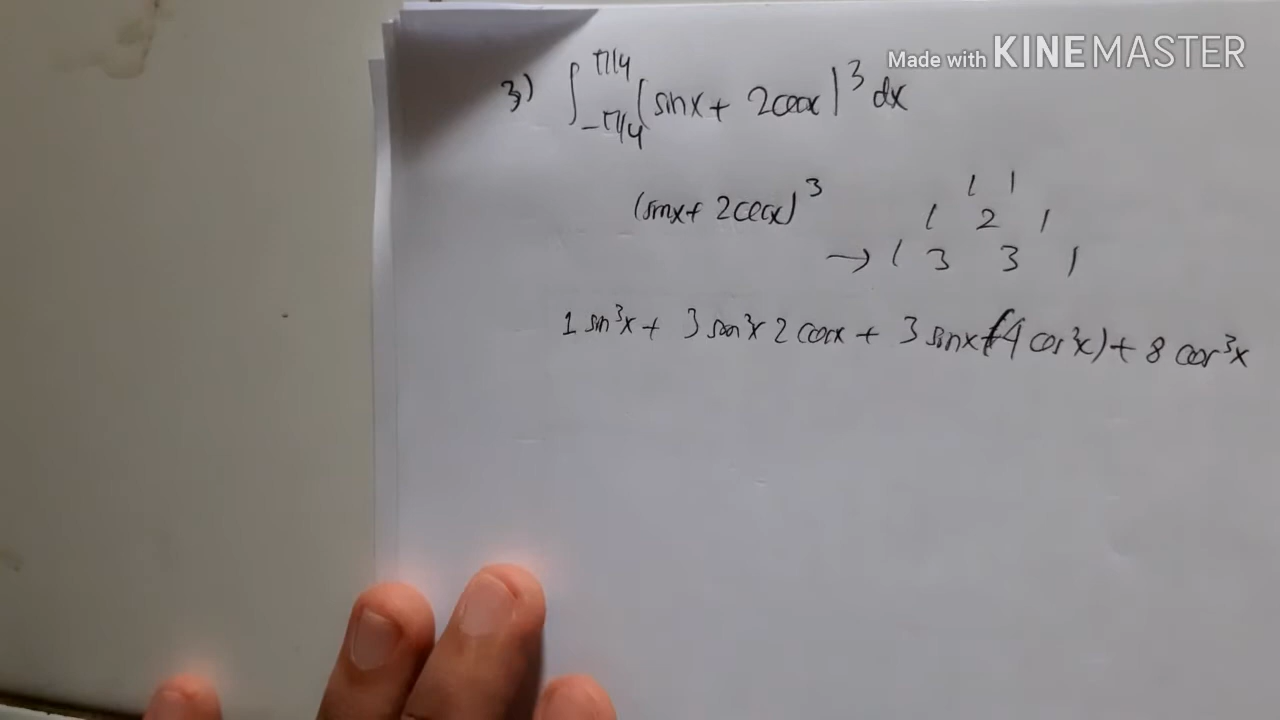 Made with KINEMASTER
3) ∫_{-π/4}^{π/4} (sinx + 2cosx)^3 dx
1 1
(sinx + 2cosx)^3 1 2 1
→ 1 3 3 1
1 sin^3x + 3 sin^2x 2 cosx + 3 sinx (4 cos^2x) + 8 cos^3x